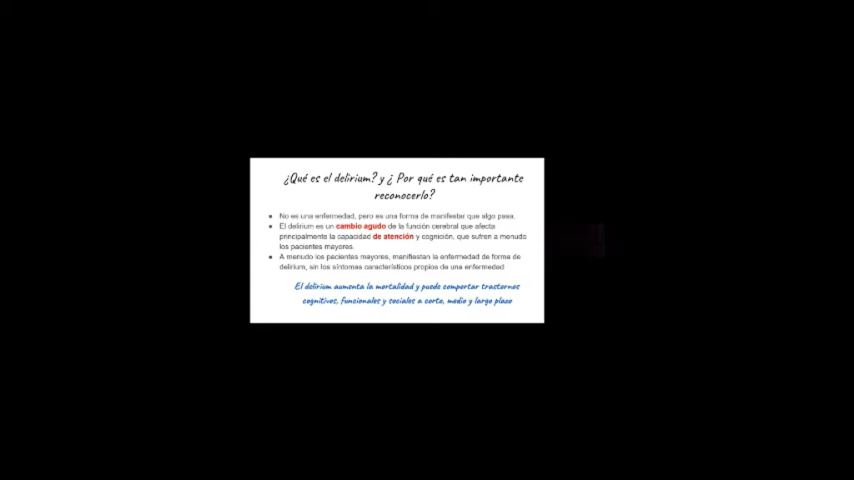 ¿Qué es el delirium? y ¿ Por qué es tan importante
reconocerlo?
● No es una enfermedad, pero es una forma de manifestar que algo pasa.
● El delirium es un cambio agudo de la función cerebral que afecta
principalmente la capacidad de atención y cognición, que sufren a menudo
los pacientes mayores.
● A menudo los pacientes mayores, manifiestan la enfermedad de forma de
delirium, sin los síntomas característicos propios de una enfermedad
El delirium aumenta la mortalidad y puede comportar trastornos
cognitivos, funcionales y sociales a corto, medio y largo plazo